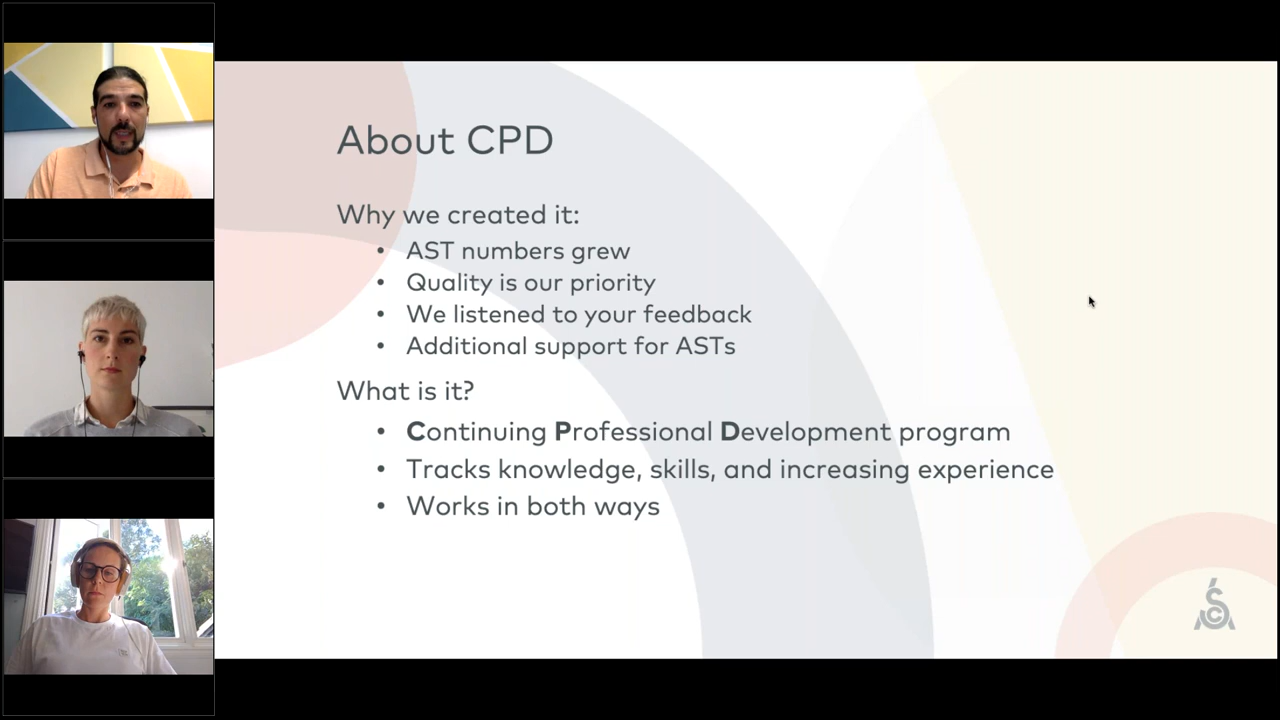 About CPD
Why we created it:
• AST numbers grew
• Quality is our priority
• We listened to your feedback
• Additional support for ASTs
What is it?
• Continuing Professional Development program
• Tracks knowledge, skills, and increasing experience
• Works in both ways